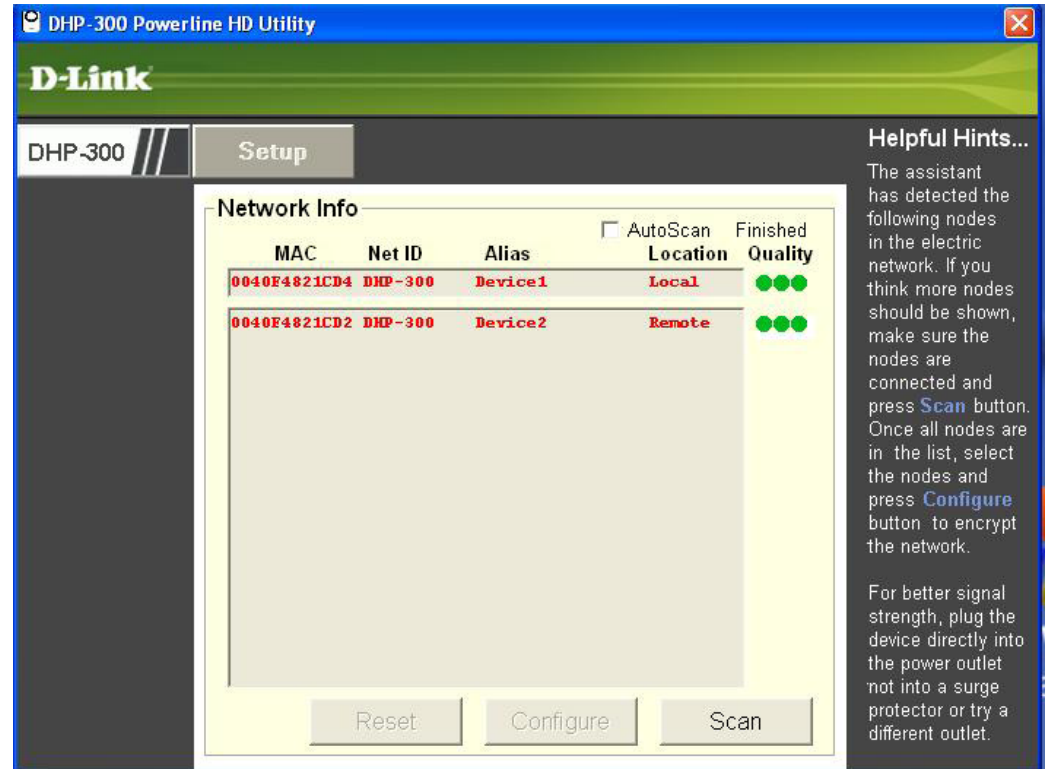 DHP-300 Powerline HD Utility
D-Link
DHP-300
Setup
Network Info
AutoScan Finished
MAC Net ID Alias Location Quality
0040F4821CD4 DHP-300 Device1 Local
0040F4821CD2 DHP-300 Device2 Remote
Reset Configure Scan
Helpful Hints...
The assistant
has detected the
following nodes
in the electric
network. If you
think more nodes
should be shown,
make sure the
nodes are
connected and
press Scan button.
Once all nodes are
in the list, select
the nodes and
press Configure
button to encrypt
the network.
For better signal
strength, plug the
device directly into
the power outlet
not into a surge
protector or try a
different outlet.